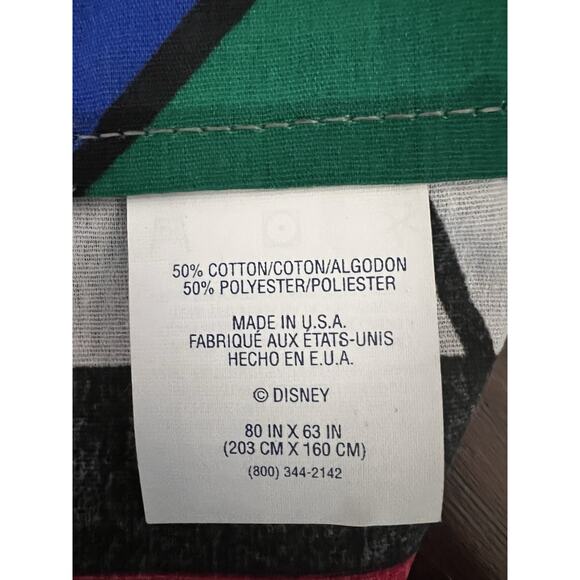 50% COTTON/COTON/ALGODON
50% POLYESTER/POLIESTER
MADE IN U.S.A.
FABRIQUÉ AUX ÉTATS-UNIS
HECHO EN E.U.A.
© DISNEY
80 IN X 63 IN
(203 CM X 160 CM)
(800) 344-2142